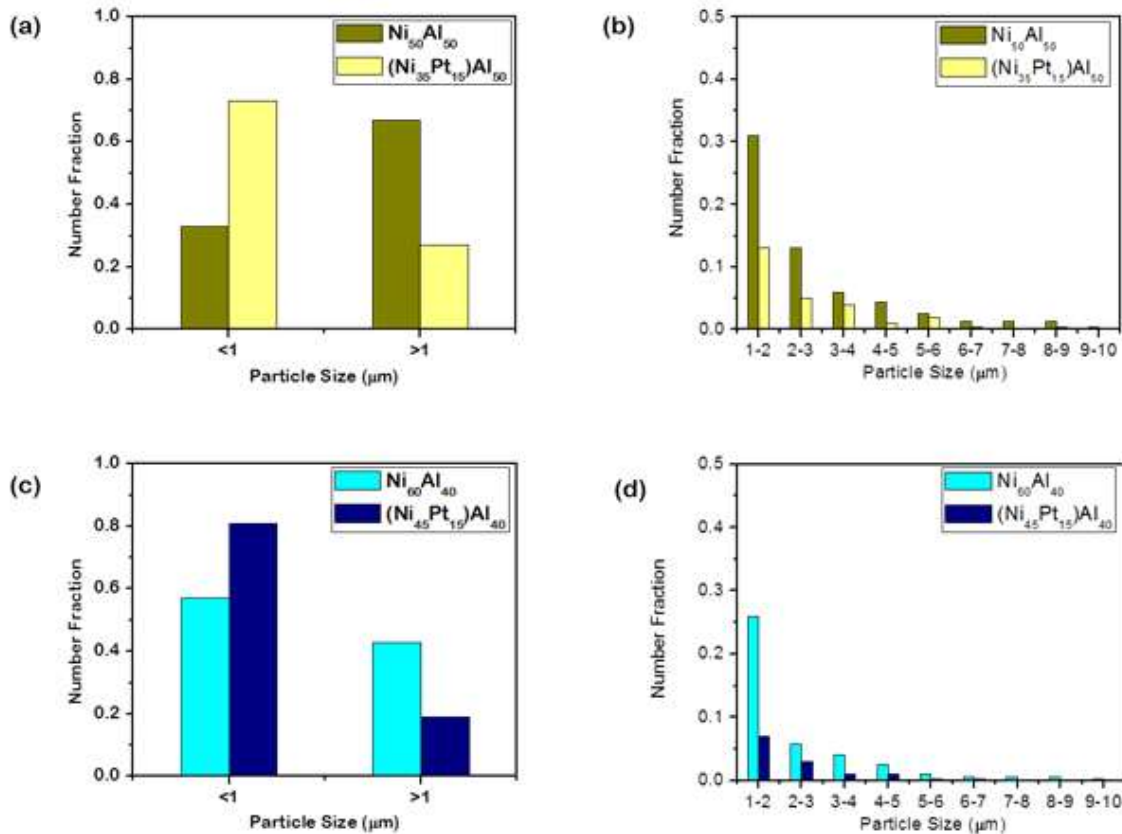 (a)
Ni₅₀Al₅₀
(Ni₃₅Pt₁₅)Al₅₀
Number Fraction
1.0
0.8
0.6
0.4
0.2
0.0
<1 >1
Particle Size (μm)
(b)
Ni₅₀Al₅₀
(Ni₃₅Pt₁₅)Al₅₀
Number Fraction
0.5
0.4
0.3
0.2
0.1
0.0
1-2 2-3 3-4 4-5 5-6 6-7 7-8 8-9 9-10
Particle Size (μm)
(c)
Ni₆₀Al₄₀
(Ni₄₅Pt₁₅)Al₄₀
Number Fraction
1.0
0.8
0.6
0.4
0.2
0.0
<1 >1
Particle Size (μm)
(d)
Ni₆₀Al₄₀
(Ni₄₅Pt₁₅)Al₄₀
Number Fraction
0.5
0.4
0.3
0.2
0.1
0.0
1-2 2-3 3-4 4-5 5-6 6-7 7-8 8-9 9-10
Particle Size (μm)